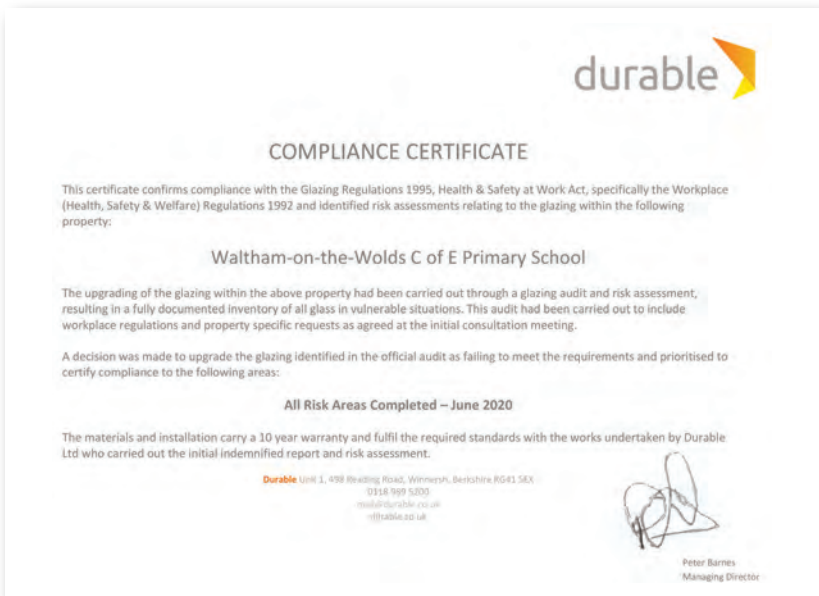 durable
COMPLIANCE CERTIFICATE
This certificate confirms compliance with the Glazing Regulations 1995, Health & Safety at Work Act, specifically the Workplace
(Health, Safety & Welfare) Regulations 1992 and identified risk assessments relating to the glazing within the following
property:
Waltham-on-the-Wolds C of E Primary School
The upgrading of the glazing within the above property had been carried out through a glazing audit and risk assessment,
resulting in a fully documented inventory of all glass in vulnerable situations. This audit had been carried out to include
workplace regulations and property specific requests as agreed at the initial consultation meeting.
A decision was made to upgrade the glazing identified in the official audit as failing to meet the requirements and prioritised to
certify compliance to the following areas:
All Risk Areas Completed – June 2020
The materials and installation carry a 10 year warranty and fulfil the required standards with the works undertaken by Durable
Ltd who carried out the initial indemnified report and risk assessment.
Durable Unit 1, 498 Reading Road, Winnersh, Berkshire RG41 5EX
0118 989 5200
mail@durable.co.uk
durable.co.uk
Peter Barnes
Managing Director